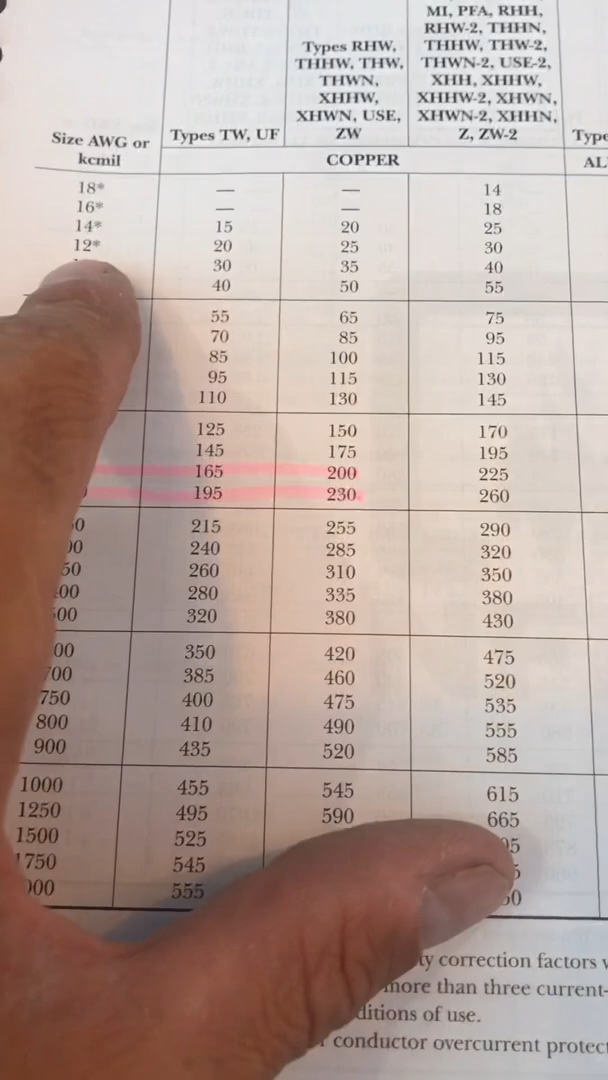 MI, PFA, RHH,
RHW-2, THHN,
Types RHW, THHW, THW-2,
THHW, THW, THWN-2, USE-2,
THWN, XHH, XHHW,
XHHW, XHHW-2, XHWN,
XHWN, USE, XHWN-2, XHHN,
Size AWG or Types TW, UF ZW Z, ZW-2
kcmil COPPER
18* — — 14
16* — — 18
14* 15 20 25
12* 20 25 30
30 35 40
40 50 55
55 65 75
70 85 95
85 100 115
95 115 130
110 130 145
125 150 170
145 175 195
165 200 225
195 230 260
215 255 290
240 285 320
260 310 350
280 335 380
320 380 430
350 420 475
385 460 520
750 400 475 535
800 410 490 555
900 435 520 585
1000 455 545 615
1250 495 590 665
1500 525
1750 545
555
correction factors
more than three current-
of use.
conductor overcurrent